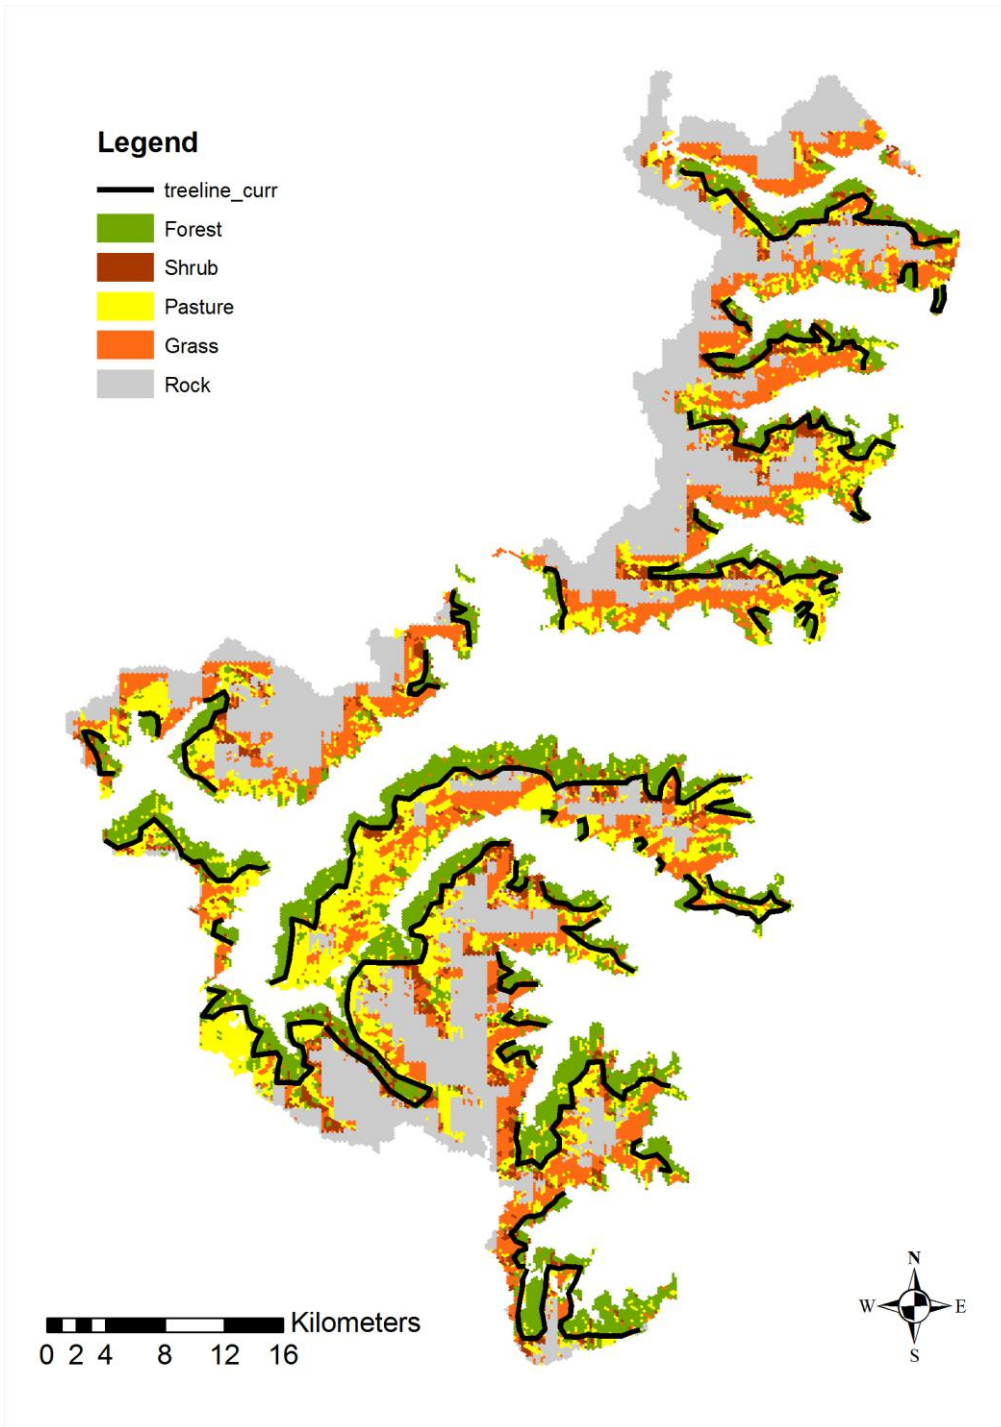 Legend
treeline_curr
Forest
Shrub
Pasture
Grass
Rock
N
W E
S
Kilometers
0 2 4 8 12 16